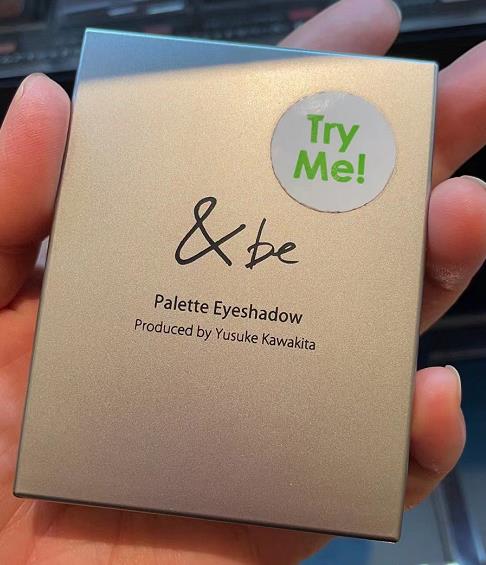 Try
Me!
& be
Palette Eyeshadow
Produced by Yusuke Kawakita